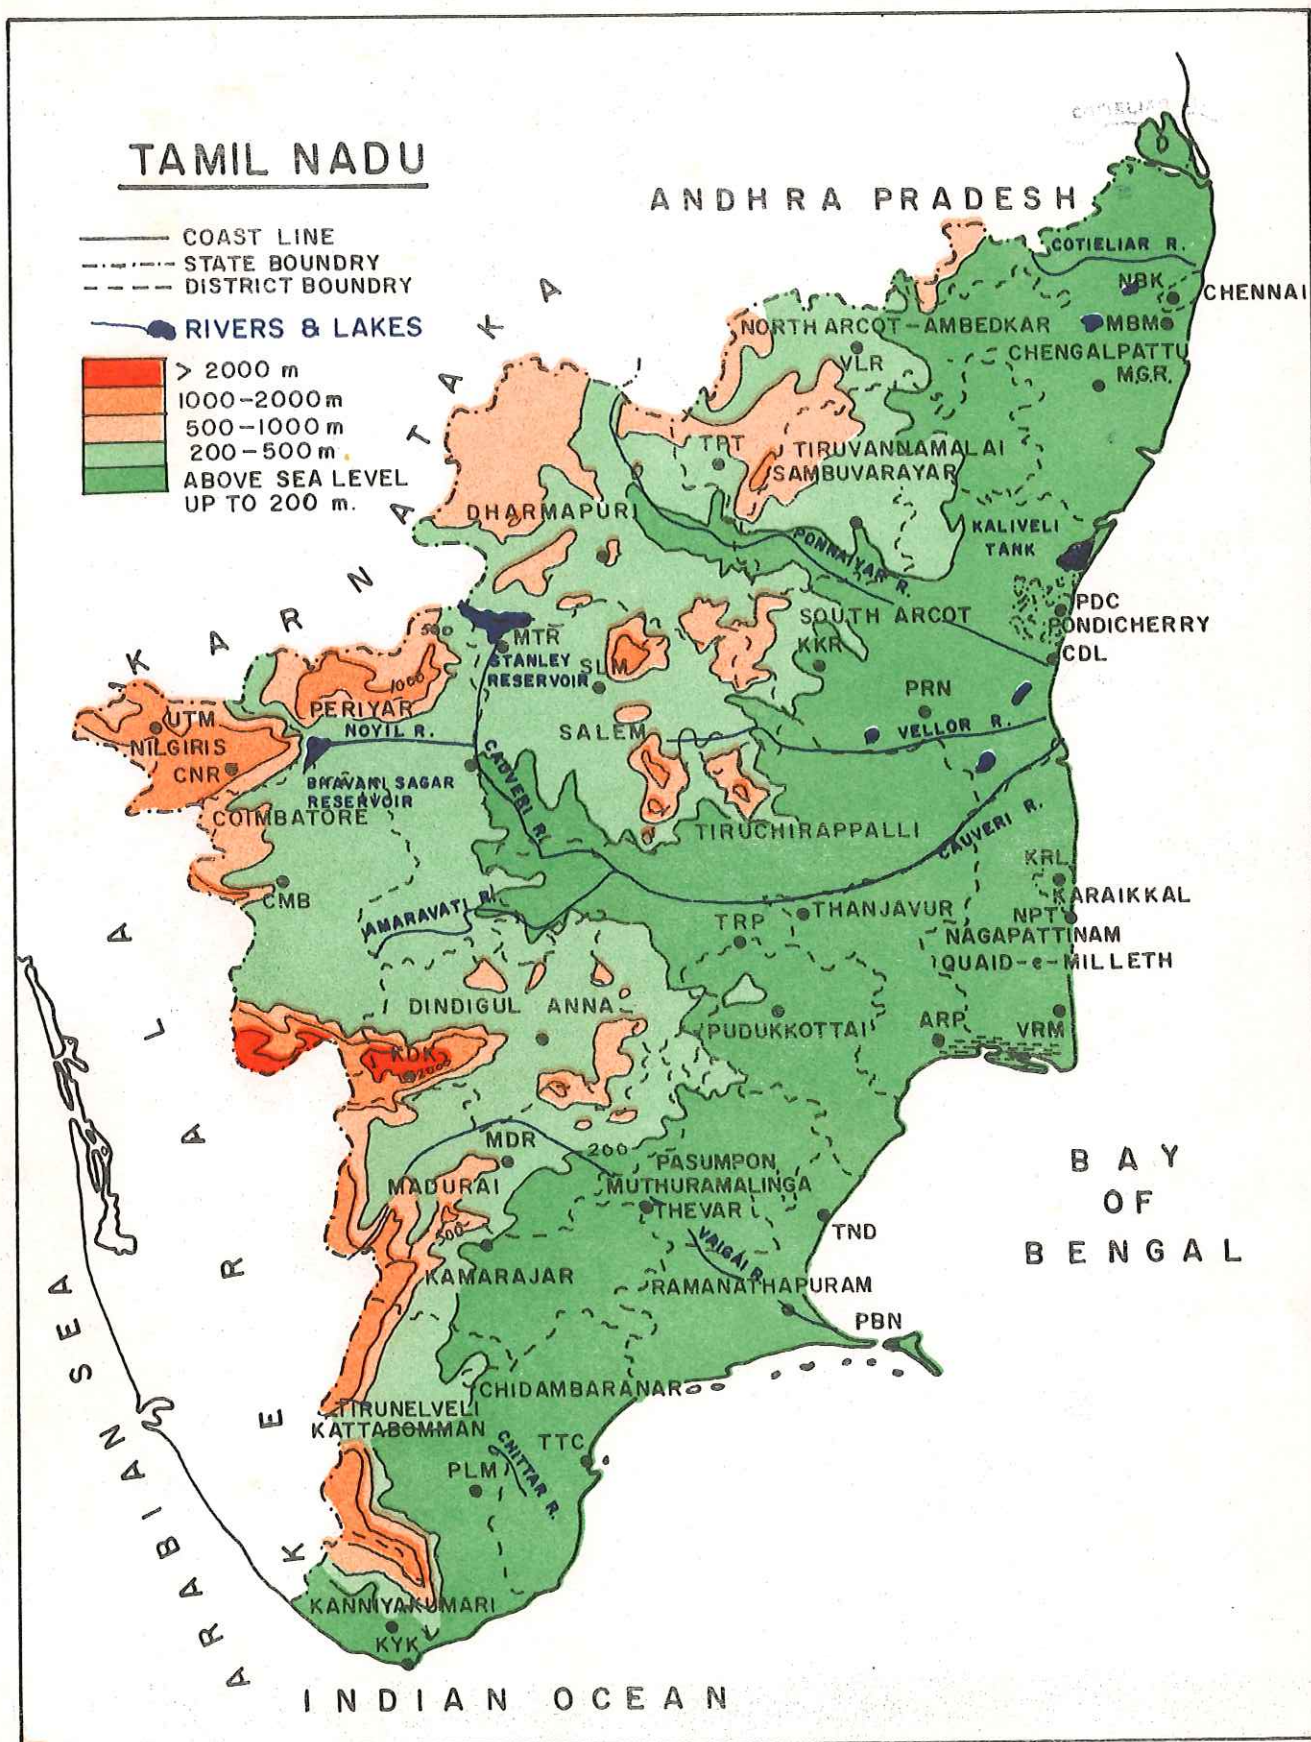 TAMIL NADU
COAST LINE
STATE BOUNDRY
DISTRICT BOUNDRY
RIVERS & LAKES
> 2000 m
1000-2000 m
500-1000 m
200-500 m
ABOVE SEA LEVEL
UP TO 200 m.
ANDHRA PRADESH
KARNATAKA
D
COTIELIAR R.
NBK
CHENNAI
NORTH ARCOT-AMBEDKAR
MBM
VLR
CHENGALPATTU
M.G.R.
TPT
TIRUVANNAMALAI
SAMBUVARAYAR
DHARMAPURI
KALIVELI
TANK
PONNAIYAR R.
PDC
PONDICHERRY
SOUTH ARCOT
500
MTR
STANLEY
RESERVOIR
SLM
KKR
CDL
1000
PERIYAR
PRN
UTM
NILGIRIS
NOYIL R.
SALEM
VELLOR R.
CNR
BHAVANI SAGAR
RESERVOIR
CAUVERI R.
COIMBATORE
TIRUCHIRAPPALLI
CAUVERI R.
KRL
CMB
KARAIKKAL
AMARAVATI R.
TRP
THANJAVUR
NPT
NAGAPATTINAM
QUAID-e-MILLETH
DINDIGUL ANNA
PUDUKKOTTAI
ARP
VRM
KDK
2000
KERALA
MDR
200
PASUMPON
MUTHURAMALINGA
THEVAR
MADURAI
500
TND
BAY
OF
BENGAL
VAIGAI R.
KAMARAJAR
RAMANATHAPURAM
PBN
CHIDAMBARANAR
TIRUNELVELI
KATTABOMMAN
CHITTAR R.
TTC
PLM
ARABIAN SEA
KANNIYAKUMARI
KYK
INDIAN OCEAN